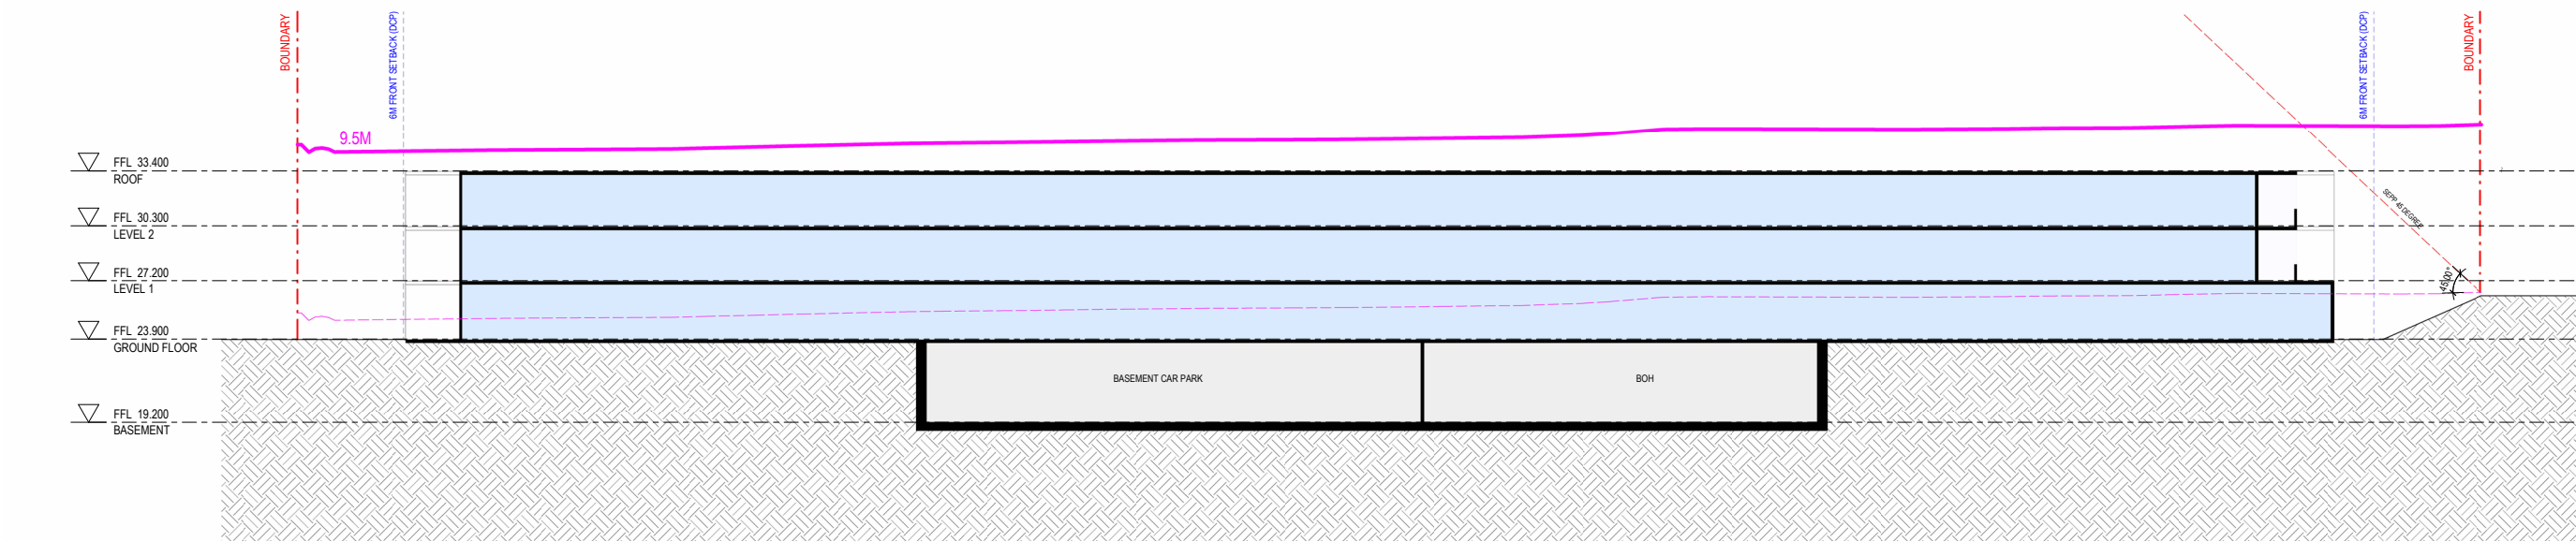 BOUNDARY
6M FRONT SETBACK (DCP)
6M FRONT SETBACK (DCP)
BOUNDARY
9.5M
FFL 33.400
ROOF
FFL 30.300
LEVEL 2
SEPP 45 DEGREE
FFL 27.200
LEVEL 1
45.00°
FFL 23.900
GROUND FLOOR
BASEMENT CAR PARK
BOH
FFL 19.200
BASEMENT